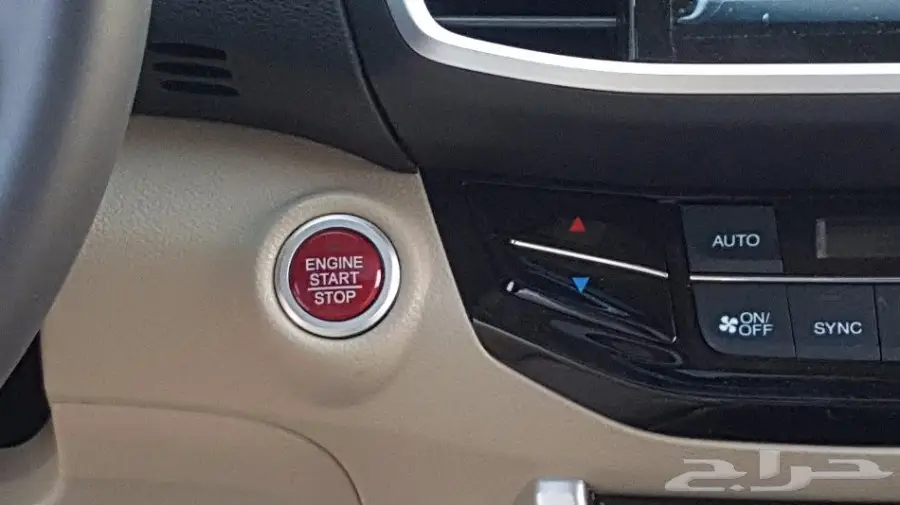 ENGINE
START
STOP
AUTO
ON/
OFF
SYNC
حراج